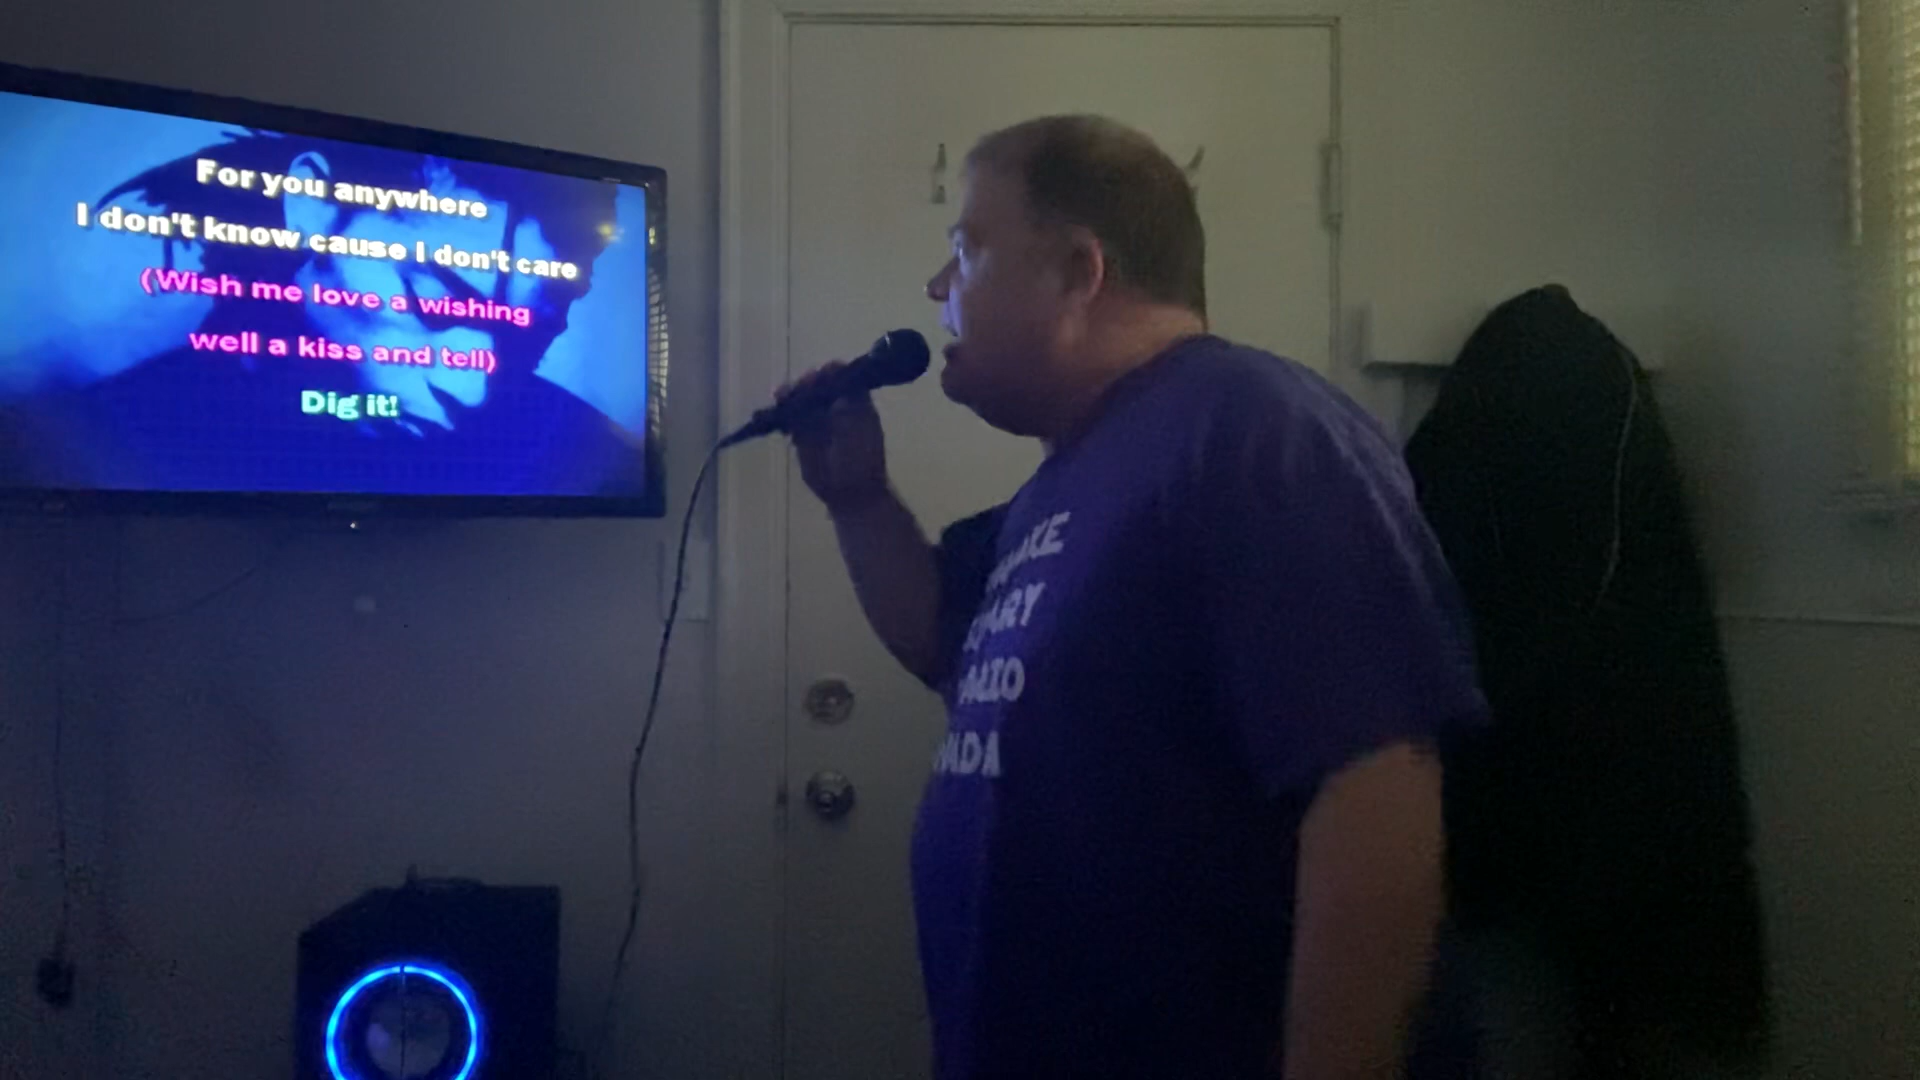 For you anywhere
I don't know cause I don't care
(Wish me love a wishing
well a kiss and tell)
Dig it!